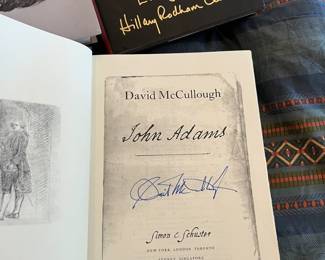 Hillary Rodham
David McCullough
John Adams
Simon & Schuster
NEW YORK LONDON TORONTO
SYDNEY SINGAPORE